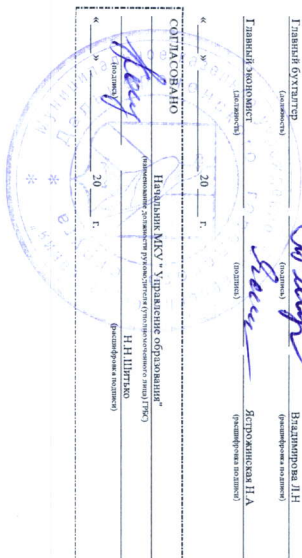 Главный бухгалтер Владимирова Л.Н
(должность) (подпись) (расшифровка подписи)
Главный экономист Ястрожинская Н.А
(должность) (подпись) (расшифровка подписи)
« » 20 г.
СОГЛАСОВАНО
Начальник МКУ " Управление образования"
(наименование должности руководителя (уполномоченного лица) ГРБС)
Н.Н.Шитько
(подпись) (расшифровка подписи)
« » 20 г.